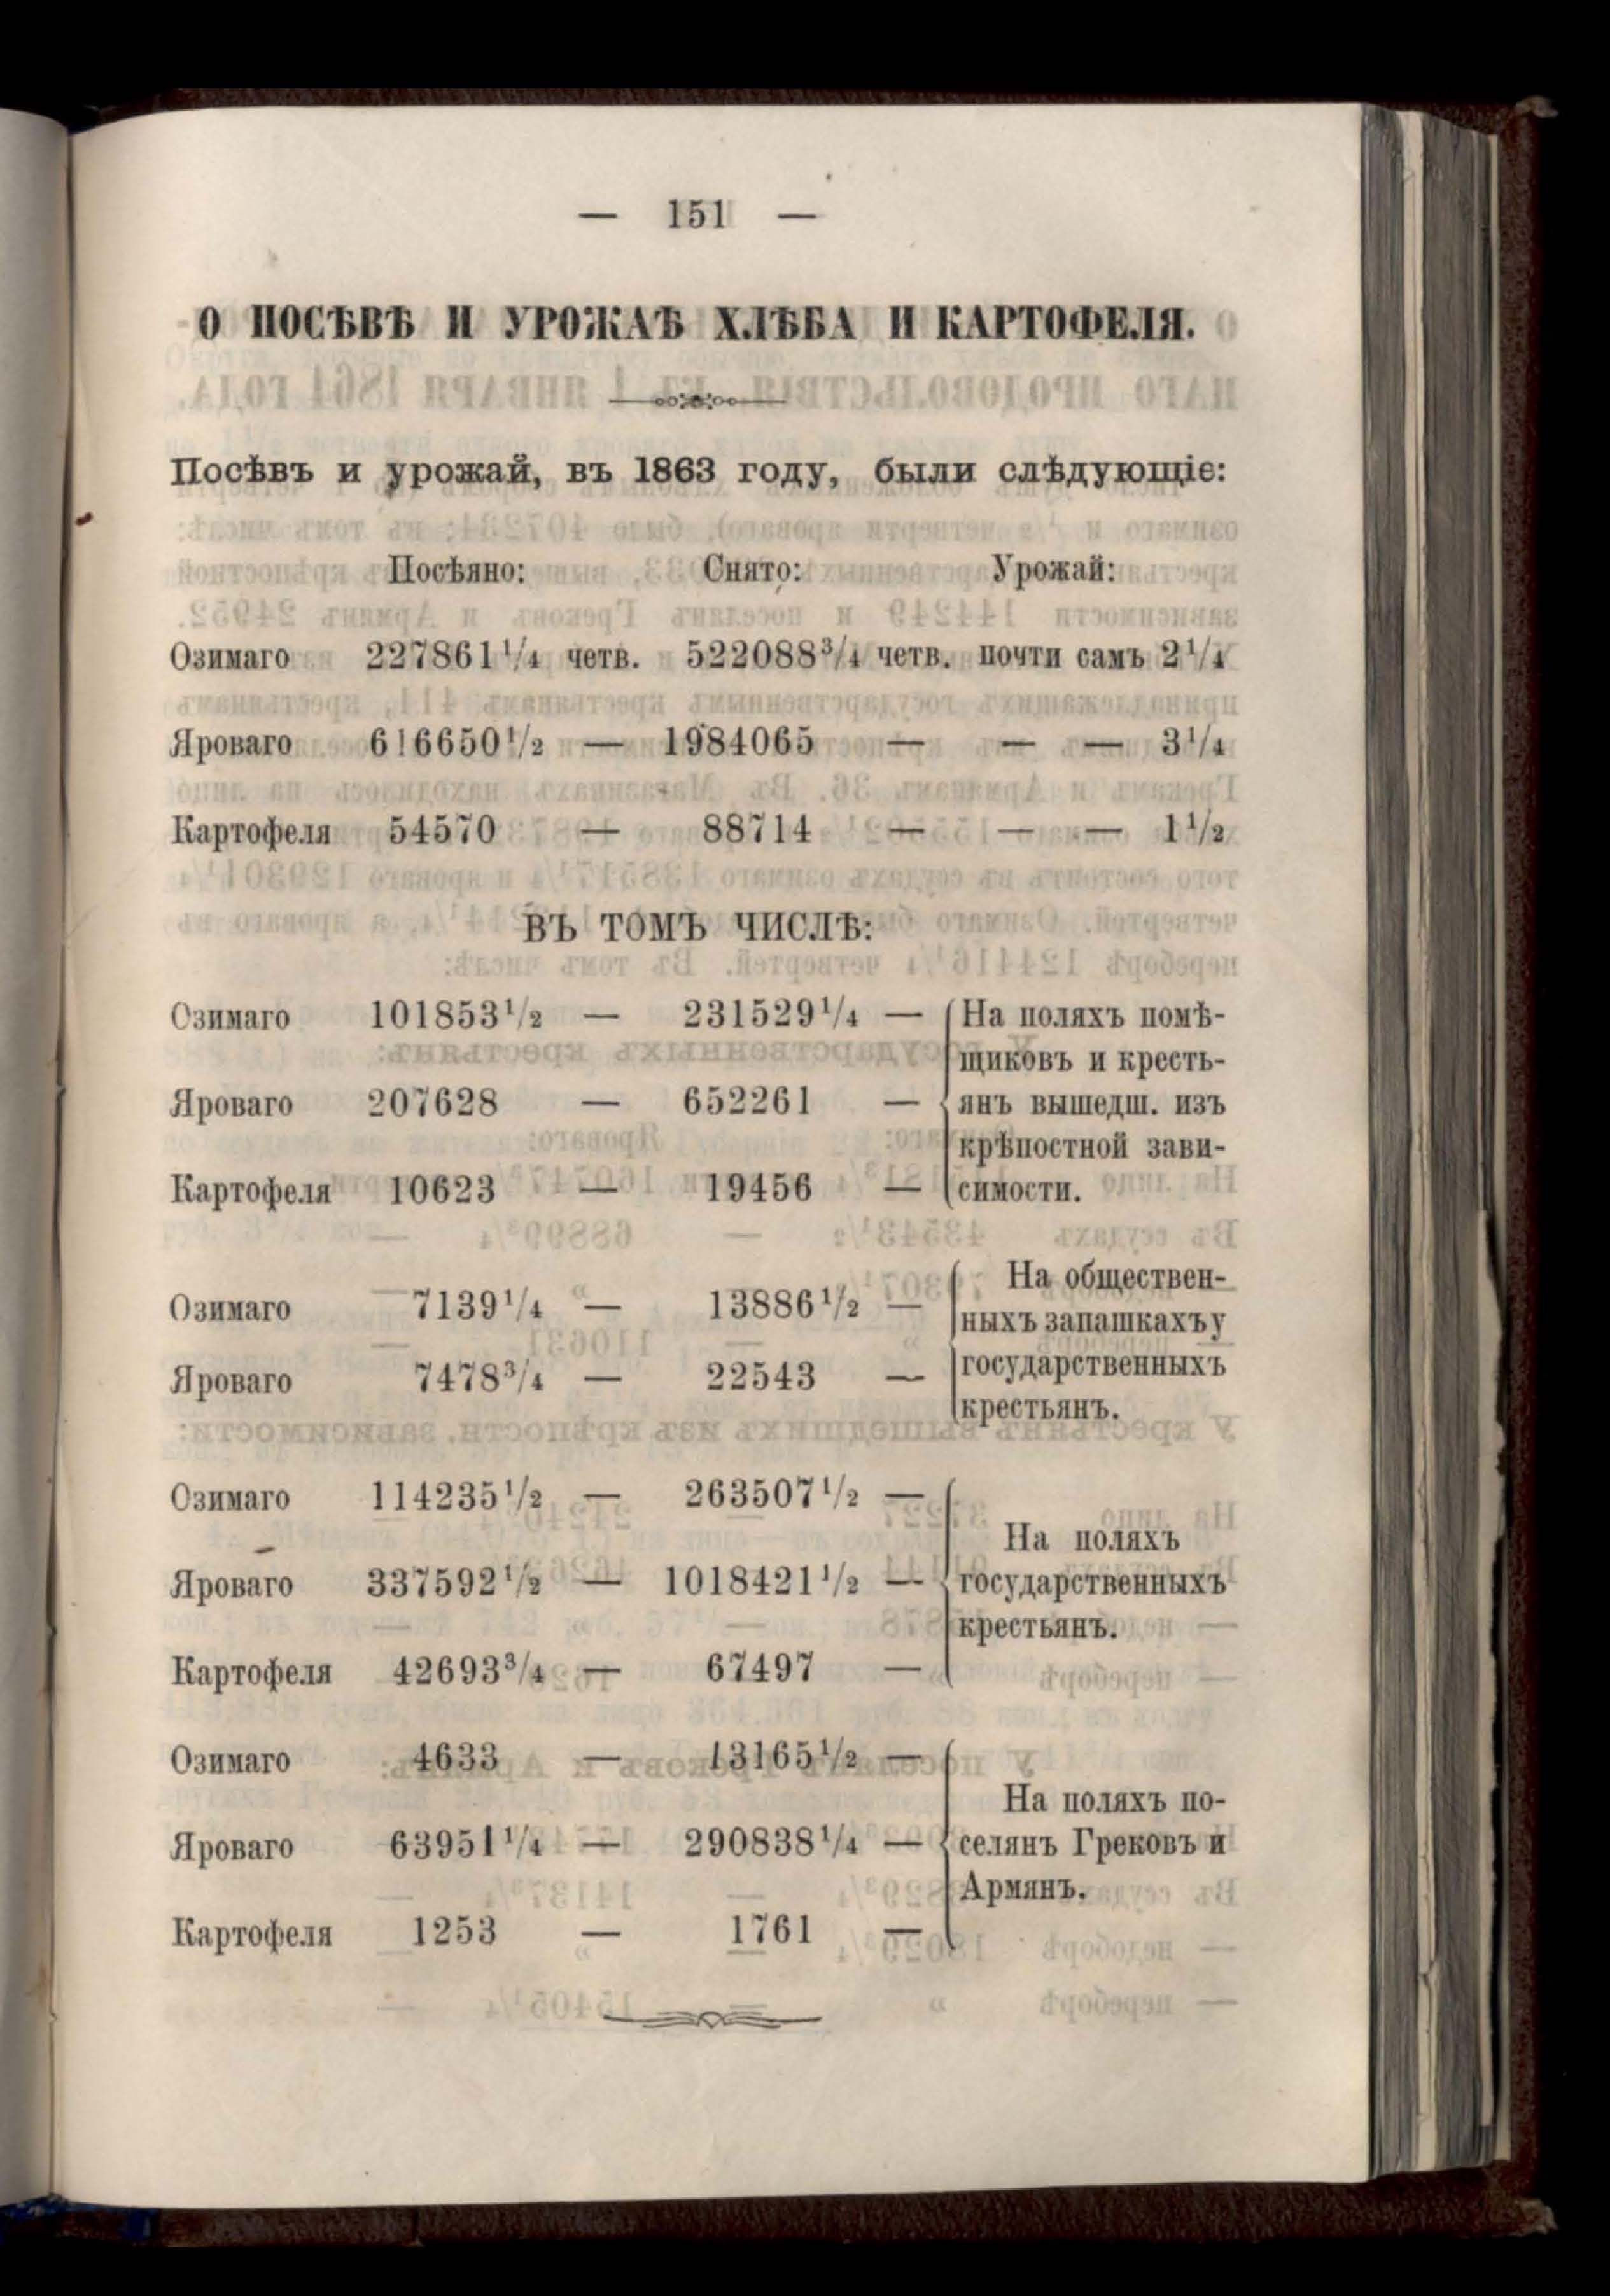 — 151 —
О ПОСѢВѢ И УРОЖАѢ ХЛѢБА И КАРТОФЕЛЯ.
Посѣвъ и урожай, въ 1863 году, были слѣдующіе:
Посѣяно: Снято: Урожай:
Озимаго 227861¹/₄ четв. 522088³/₄ четв. почти самъ 2¹/₄
Яроваго 616650¹/₂ — 1984065 — — — 3¹/₄
Картофеля 54570 — 88714 — — — 1¹/₂
ВЪ ТОМЪ ЧИСЛѢ:
Озимаго 101853¹/₂ — 231529¹/₄ — На поляхъ помѣ-
щиковъ и кресть-
Яроваго 207628 — 652261 — янъ вышедш. изъ
крѣпостной зави-
Картофеля 10623 — 19456 — симости.
На обществен-
Озимаго 7139¹/₄ — 13886¹/₂ — ныхъ запашкахъ у
Яроваго 7478³/₄ — 22543 — государственныхъ
крестьянъ.
Озимаго 114235¹/₂ — 263507¹/₂ —
На поляхъ
Яроваго 337592¹/₂ — 1018421¹/₂ — государственныхъ
крестьянъ.
Картофеля 42693³/₄ — 67497 —
Озимаго 4633 — 13165¹/₂ —
На поляхъ по-
Яроваго 63951¹/₄ — 290838¹/₄ — селянъ Грековъ и
Армянъ.
Картофеля 1253 — 1761 —